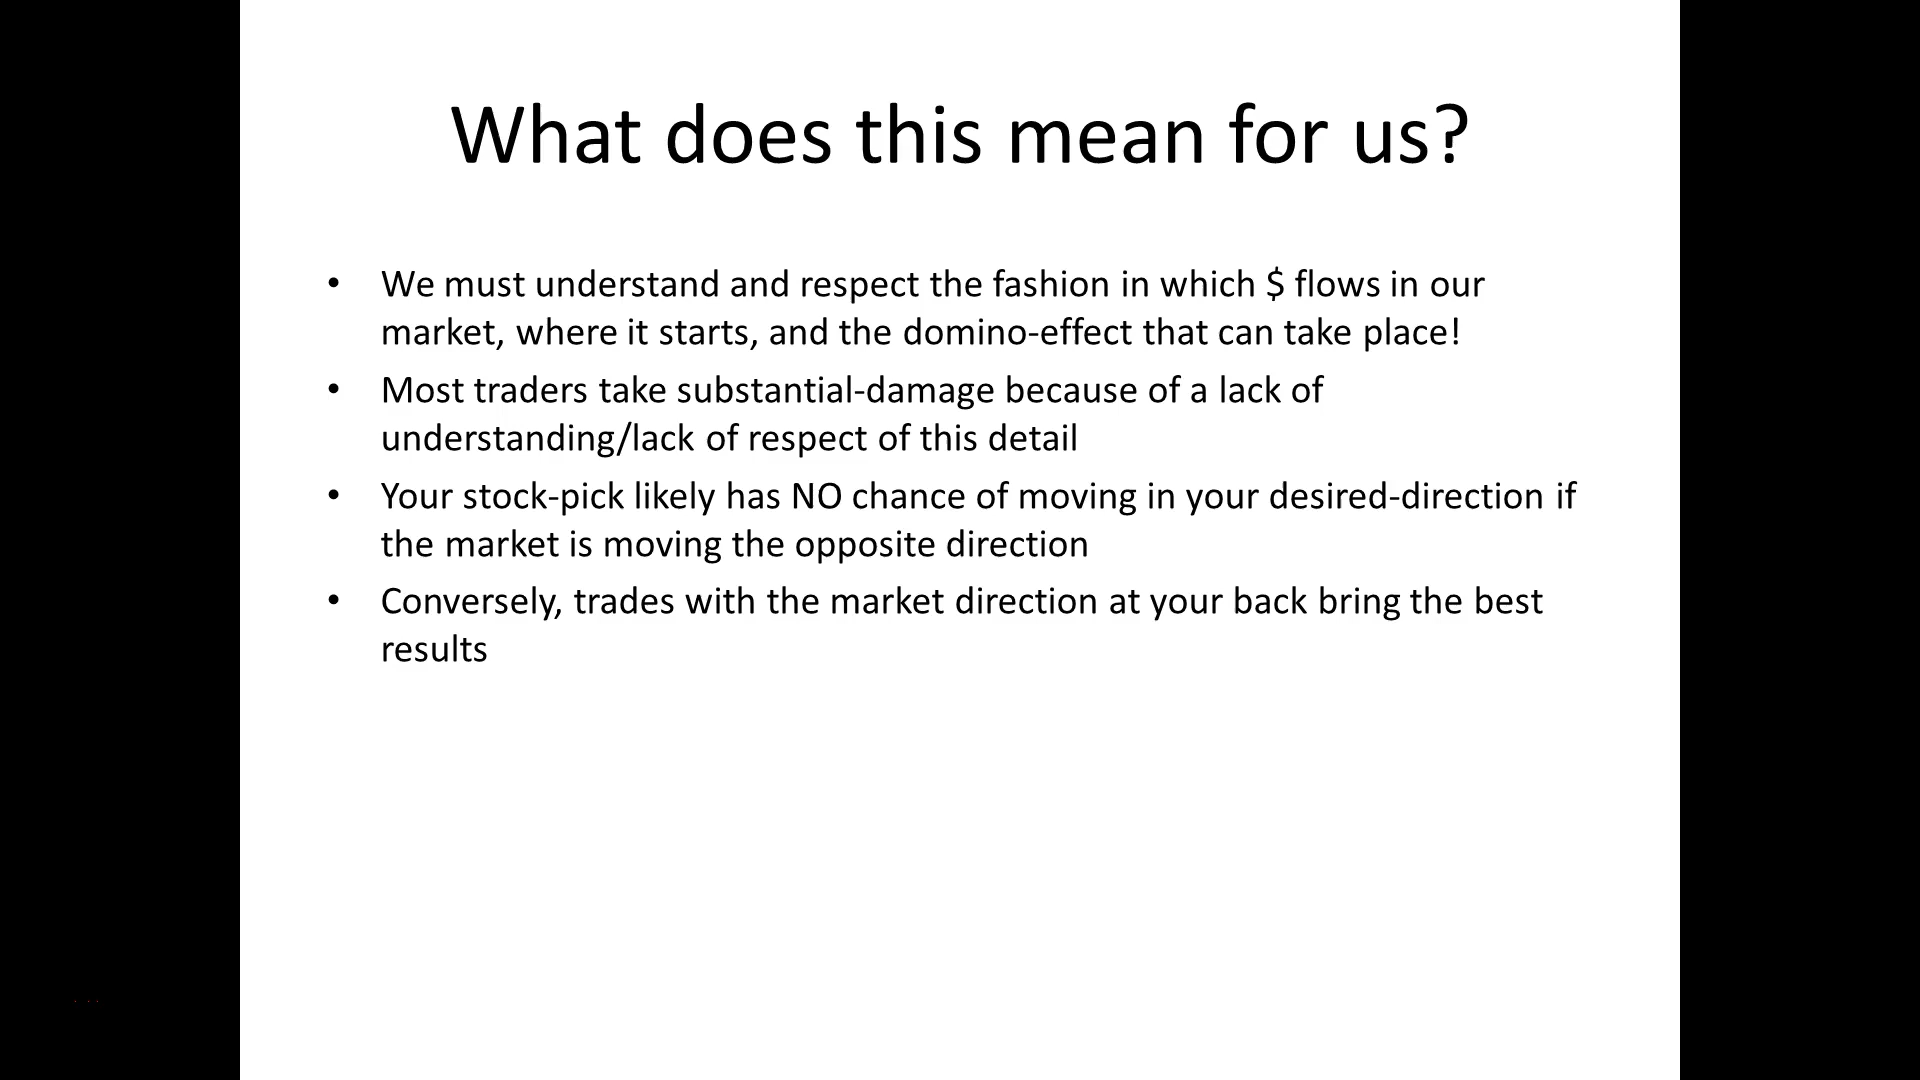 What does this mean for us?
• We must understand and respect the fashion in which $ flows in our
market, where it starts, and the domino-effect that can take place!
• Most traders take substantial-damage because of a lack of
understanding/lack of respect of this detail
• Your stock-pick likely has NO chance of moving in your desired-direction if
the market is moving the opposite direction
• Conversely, trades with the market direction at your back bring the best
results